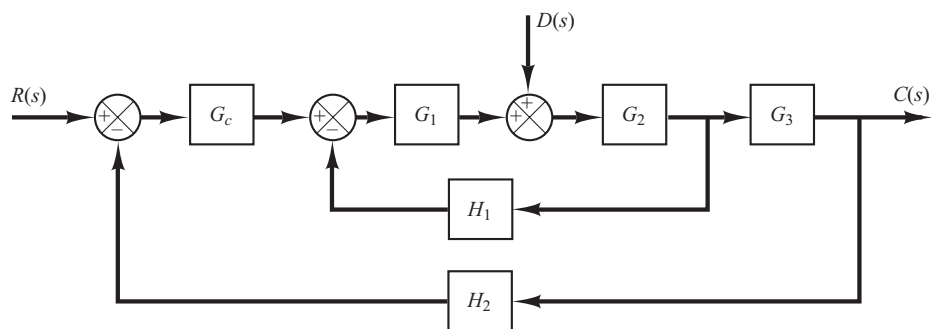 D(s)
R(s)
+
−
G_c
+
−
G_1
+
+
G_2
G_3
C(s)
H_1
H_2